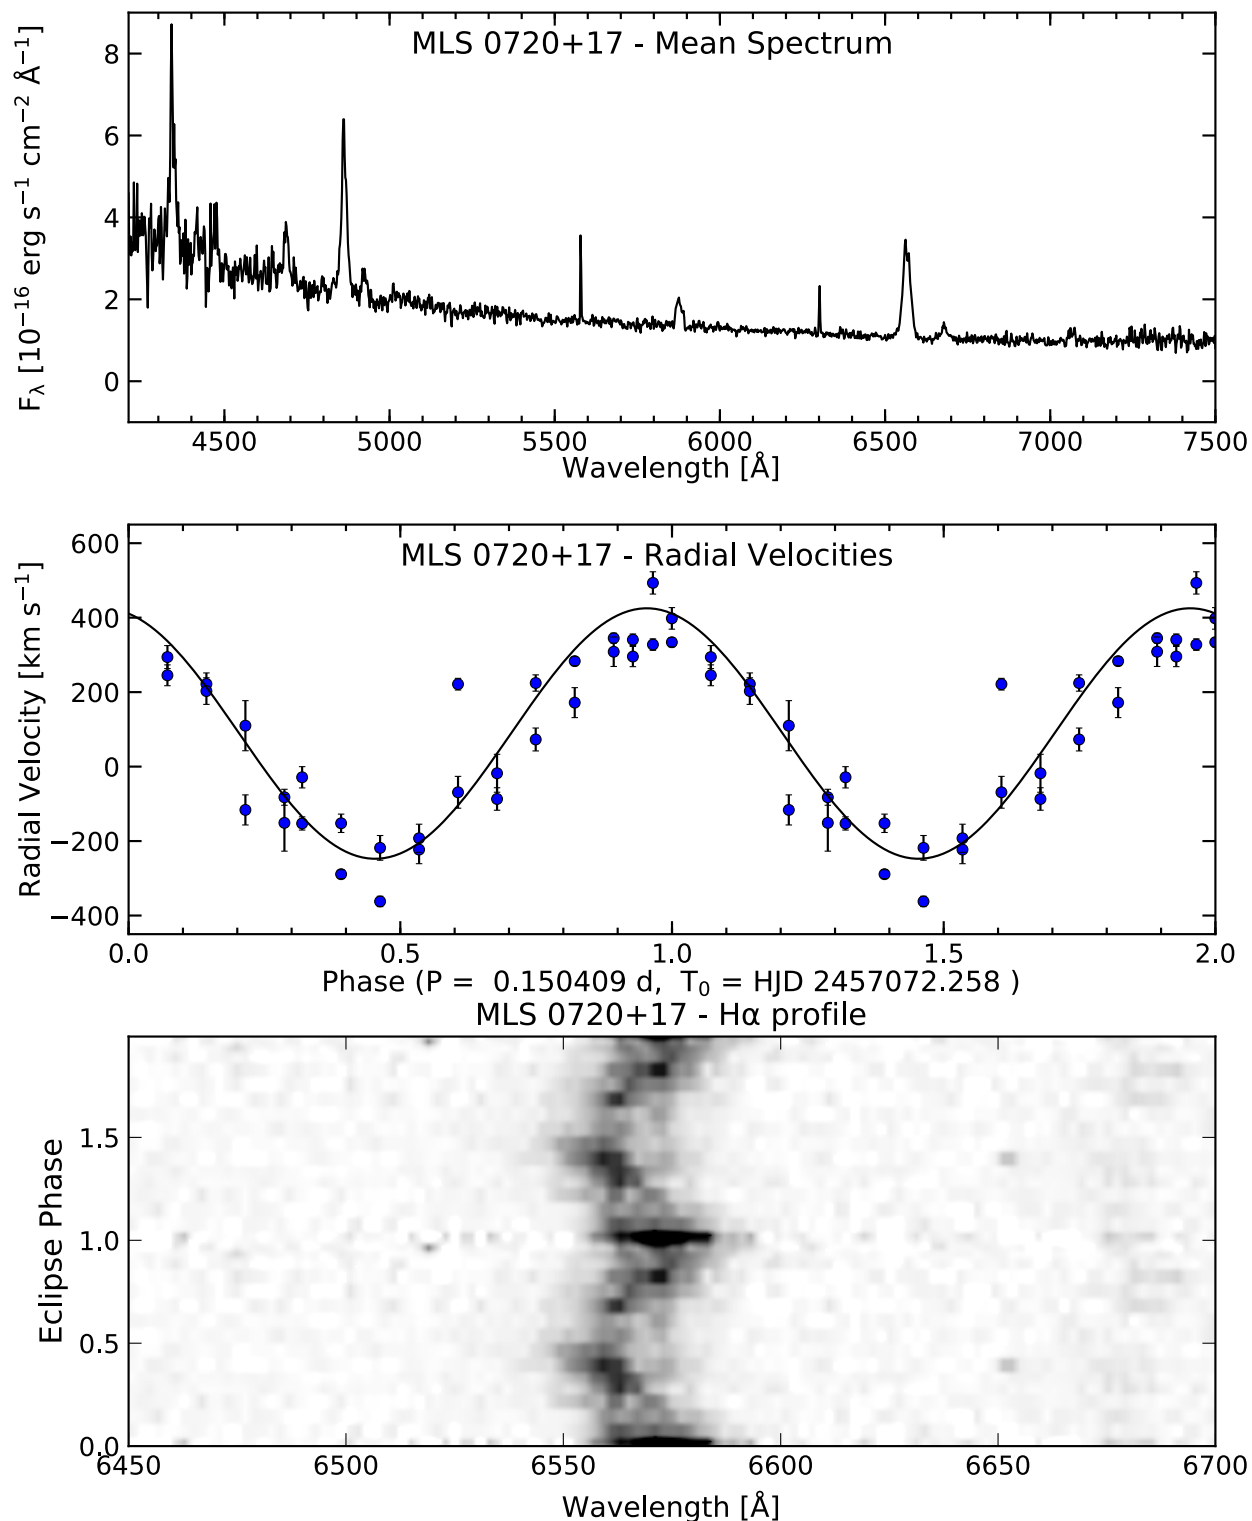 MLS 0720+17 - Mean Spectrum
8
6
4
2
0
F_λ [10⁻¹⁶ erg s⁻¹ cm⁻² Å⁻¹]
4500 5000 5500 6000 6500 7000 7500
Wavelength [Å]
MLS 0720+17 - Radial Velocities
600
400
200
0
−200
−400
Radial Velocity [km s⁻¹]
0.0 0.5 1.0 1.5 2.0
Phase (P = 0.150409 d, T₀ = HJD 2457072.258 )
MLS 0720+17 - Hα profile
1.5
1.0
0.5
0.0
Eclipse Phase
6450 6500 6550 6600 6650 6700
Wavelength [Å]